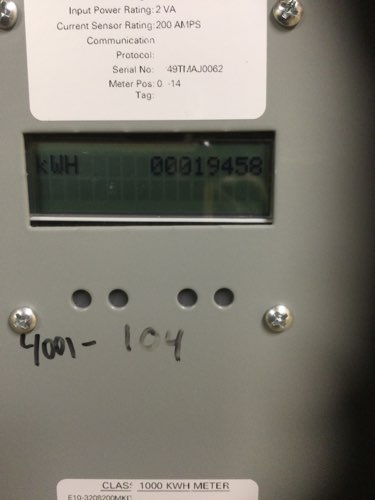 Input Power Rating: 2 VA
Current Sensor Rating: 200 AMPS
Communication
Protocol:
Serial No: 49TMAJ0062
Meter Pos: 0 -14
Tag:
kWH 00019458
4001- 104
CLASS 1000 KWH METER